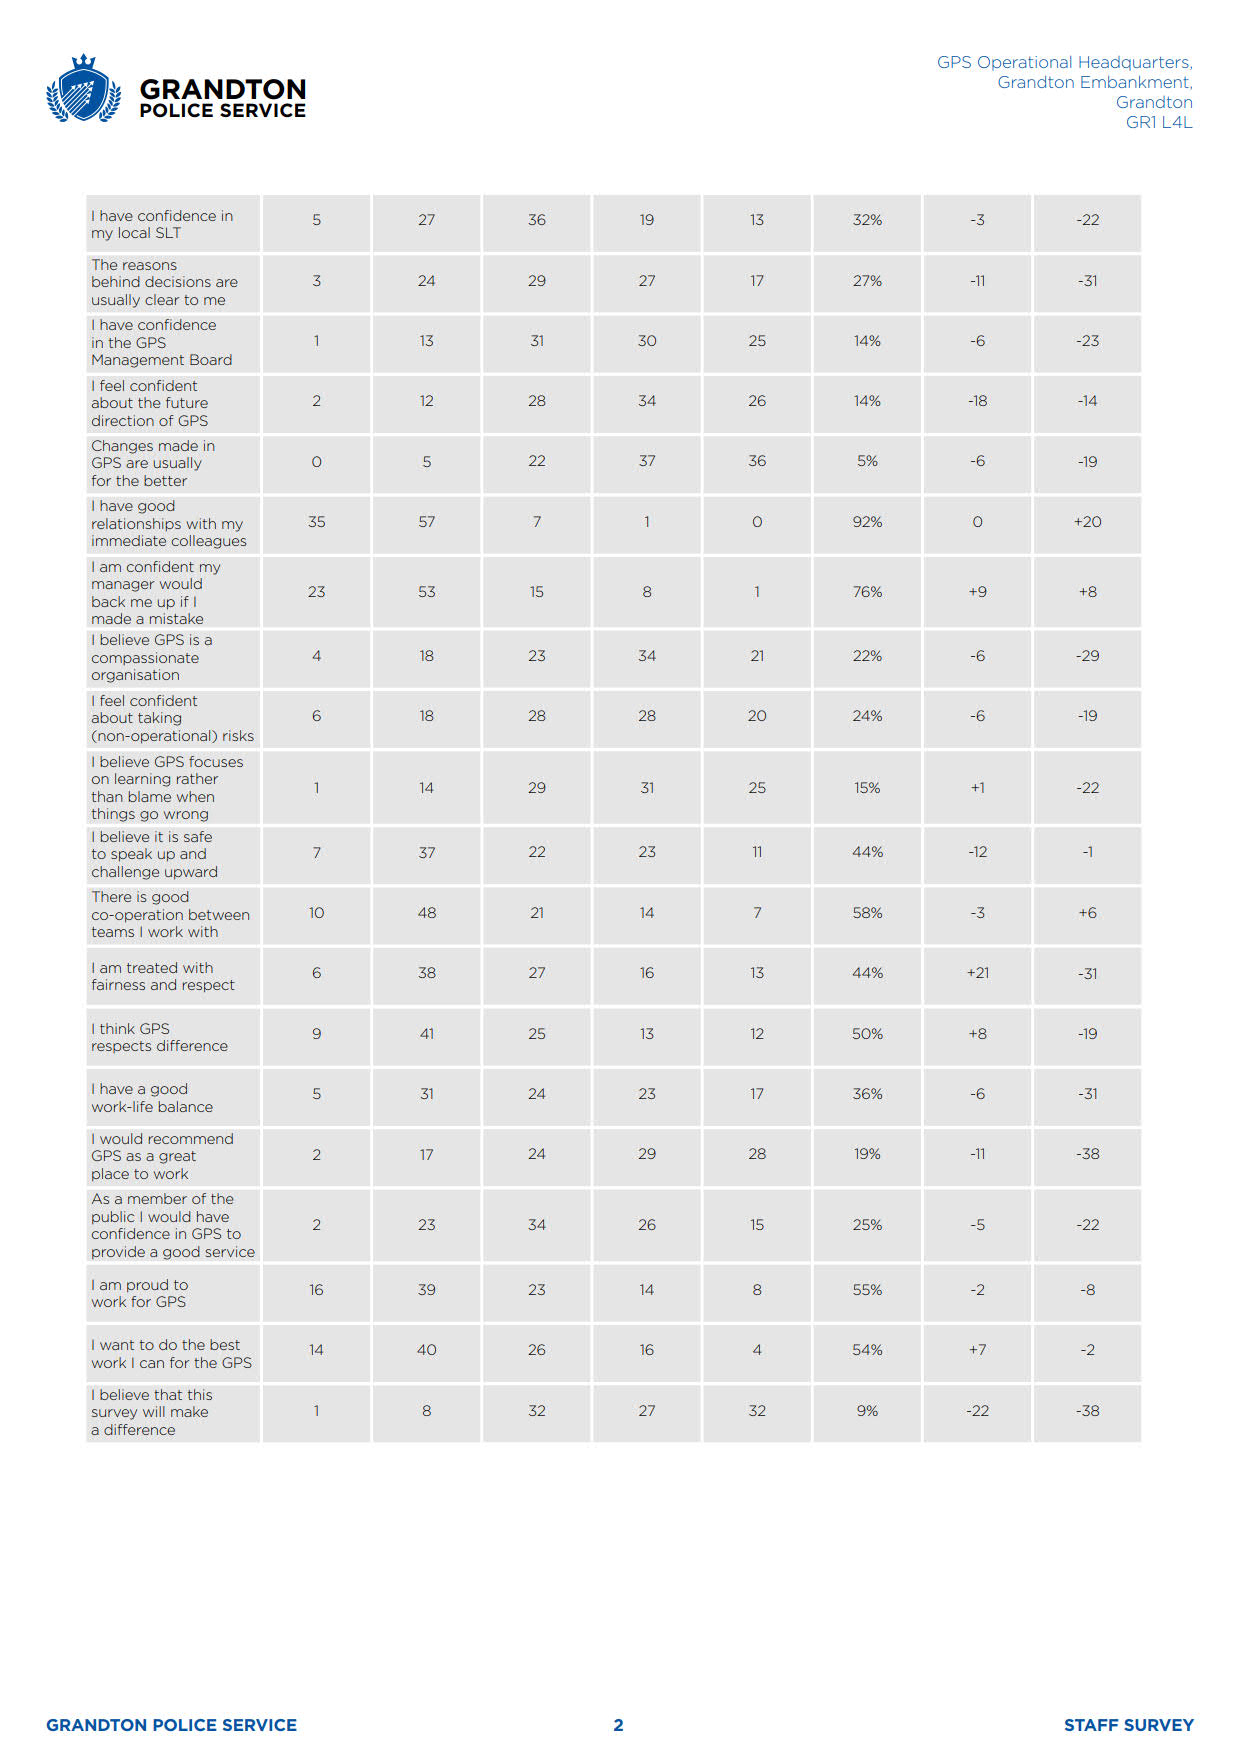 GRANDTON
POLICE SERVICE
GPS Operational Headquarters,
Grandton Embankment,
Grandton
GR1 L4L
I have confidence in
my local SLT
5 27 36 19 13 32% -3 -22
The reasons
behind decisions are
usually clear to me
3 24 29 27 17 27% -11 -31
I have confidence
in the GPS
Management Board
1 13 31 30 25 14% -6 -23
I feel confident
about the future
direction of GPS
2 12 28 34 26 14% -18 -14
Changes made in
GPS are usually
for the better
0 5 22 37 36 5% -6 -19
I have good
relationships with my
immediate colleagues
35 57 7 1 0 92% 0 +20
I am confident my
manager would
back me up if I
made a mistake
23 53 15 8 1 76% +9 +8
I believe GPS is a
compassionate
organisation
4 18 23 34 21 22% -6 -29
I feel confident
about taking
(non-operational) risks
6 18 28 28 20 24% -6 -19
I believe GPS focuses
on learning rather
than blame when
things go wrong
1 14 29 31 25 15% +1 -22
I believe it is safe
to speak up and
challenge upward
7 37 22 23 11 44% -12 -1
There is good
co-operation between
teams I work with
10 48 21 14 7 58% -3 +6
I am treated with
fairness and respect
6 38 27 16 13 44% +21 -31
I think GPS
respects difference
9 41 25 13 12 50% +8 -19
I have a good
work-life balance
5 31 24 23 17 36% -6 -31
I would recommend
GPS as a great
place to work
2 17 24 29 28 19% -11 -38
As a member of the
public I would have
confidence in GPS to
provide a good service
2 23 34 26 15 25% -5 -22
I am proud to
work for GPS
16 39 23 14 8 55% -2 -8
I want to do the best
work I can for the GPS
14 40 26 16 4 54% +7 -2
I believe that this
survey will make
a difference
1 8 32 27 32 9% -22 -38
GRANDTON POLICE SERVICE
2
STAFF SURVEY